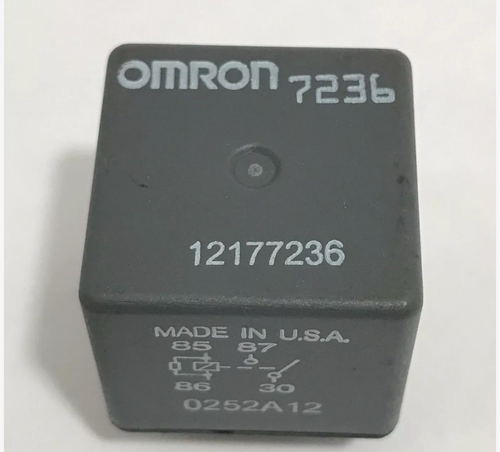 OMRON 7236
12177236
MADE IN U.S.A.
85 87
86 30
0252A12